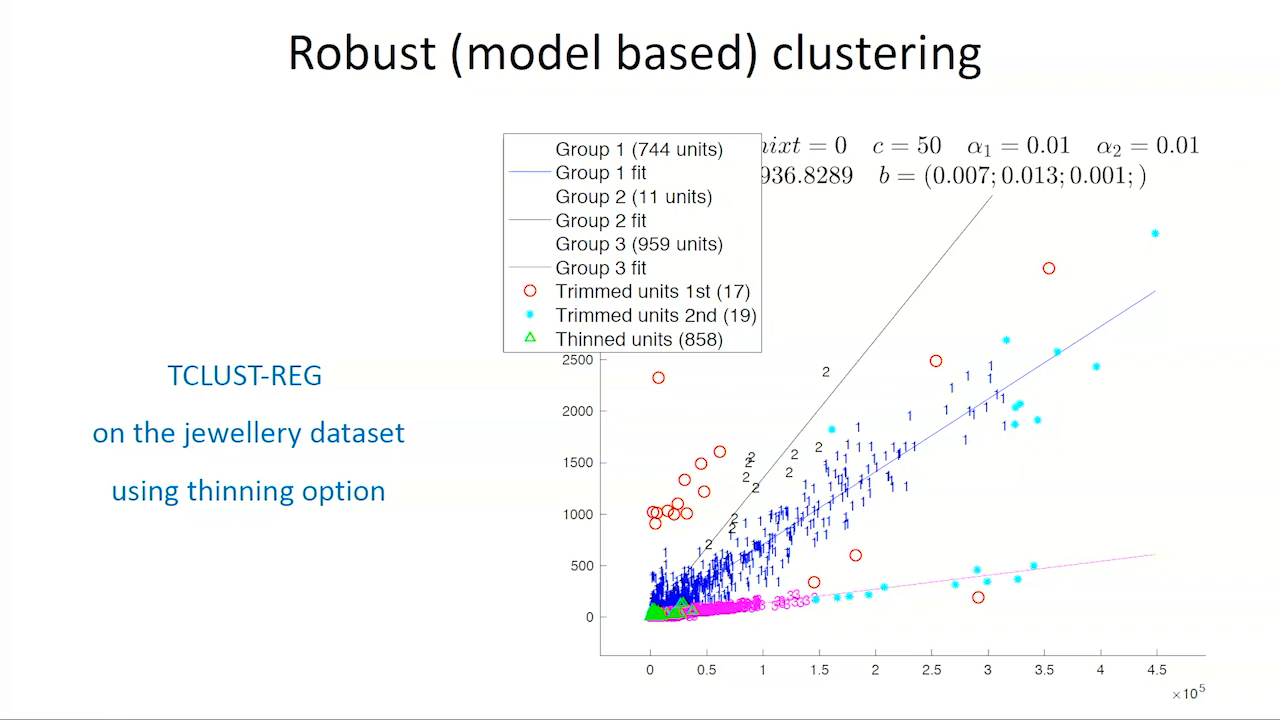 Robust (model based) clustering
nixt = 0 c = 50 α₁ = 0.01 α₂ = 0.01
936.8289 b = (0.007; 0.013; 0.001; )
Group 1 (744 units)
Group 1 fit
Group 2 (11 units)
Group 2 fit
Group 3 (959 units)
Group 3 fit
Trimmed units 1st (17)
Trimmed units 2nd (19)
Thinned units (858)
TCLUST-REG
on the jewellery dataset
using thinning option
2500
2000
1500
1000
500
0
0 0.5 1 1.5 2 2.5 3 3.5 4 4.5
×10⁵